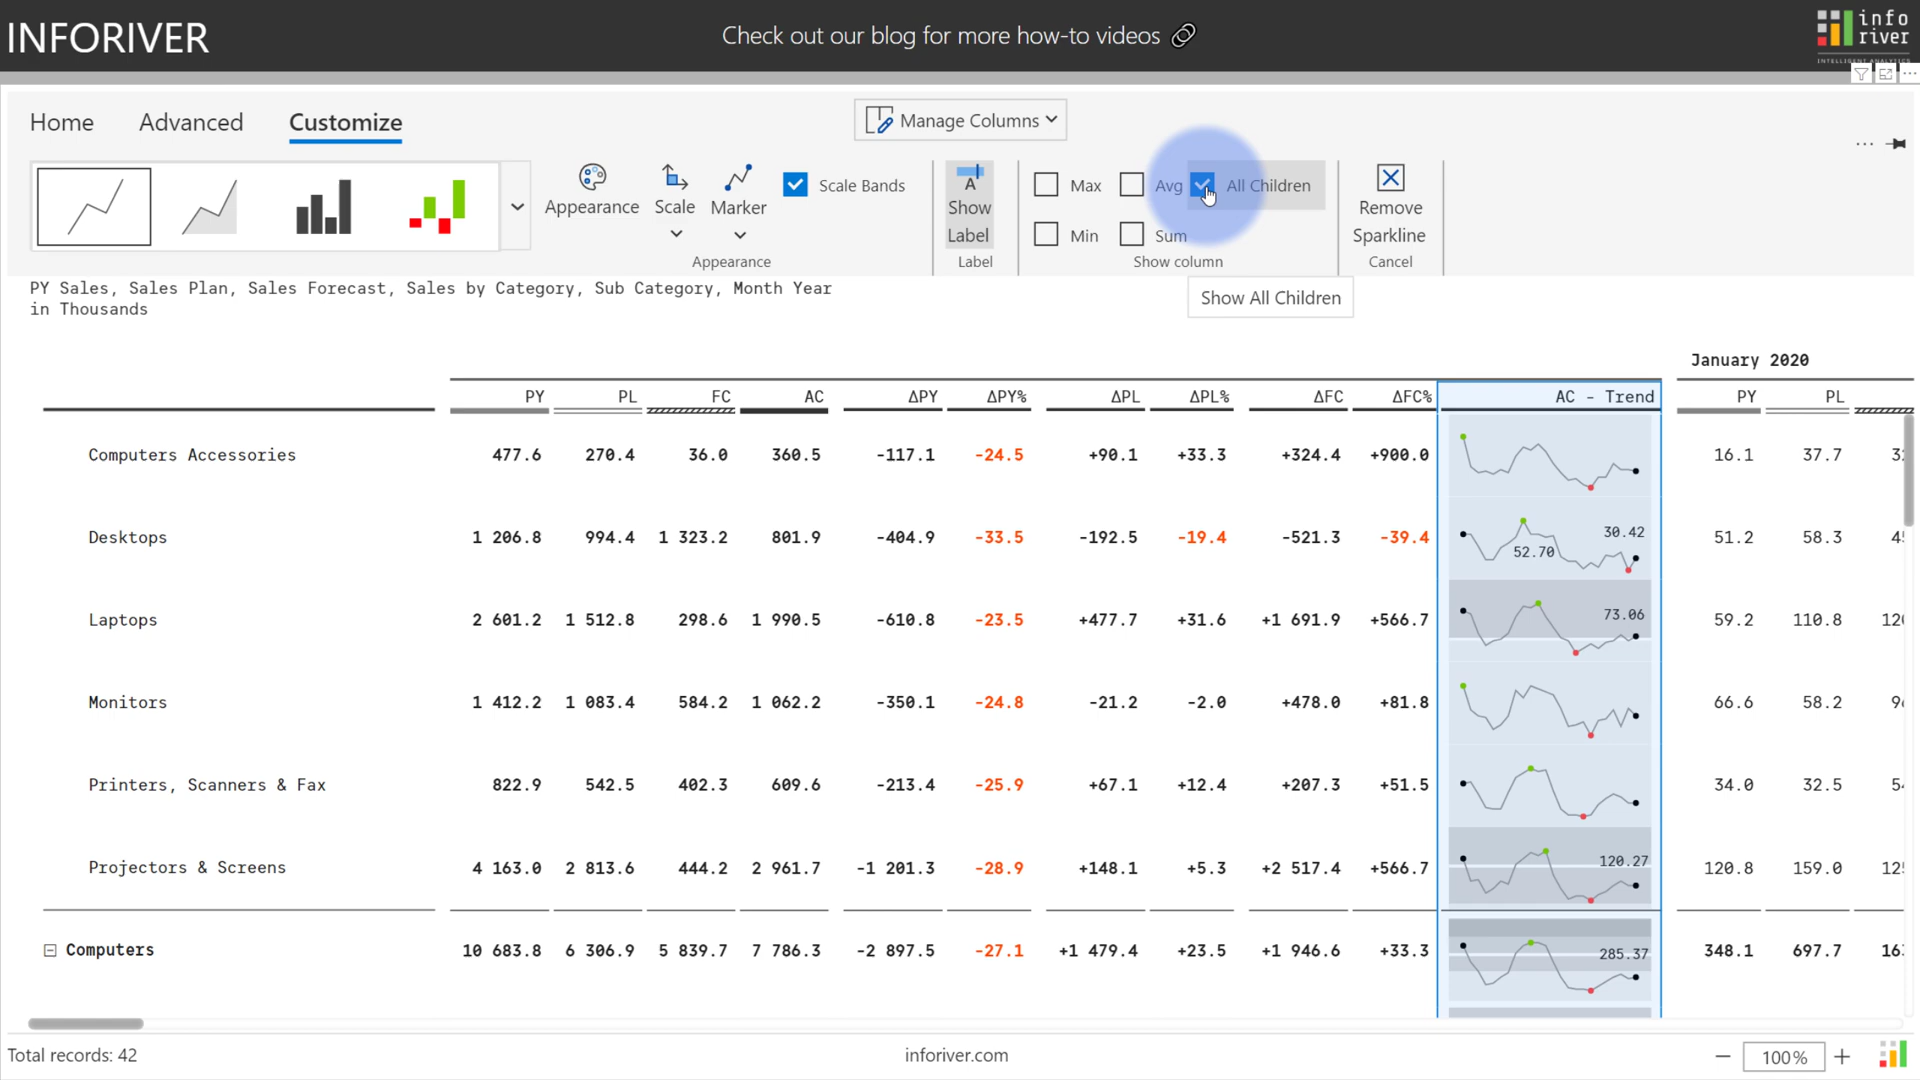 INFORIVER
Check out our blog for more how-to videos
info
river
INTELLIGENT ANALYTICS
Home Advanced Customize
Manage Columns
Appearance
Scale
Marker
Scale Bands
Show
Label
Max
Avg
All Children
Min
Sum
Remove
Sparkline
Appearance
Label
Show column
Cancel
PY Sales, Sales Plan, Sales Forecast, Sales by Category, Sub Category, Month Year
in Thousands
Show All Children
January 2020
PY PL FC AC ΔPY ΔPY% ΔPL ΔPL% ΔFC ΔFC% AC - Trend PY PL
Computers Accessories 477.6 270.4 36.0 360.5 -117.1 -24.5 +90.1 +33.3 +324.4 +900.0 16.1 37.7
Desktops 1 206.8 994.4 1 323.2 801.9 -404.9 -33.5 -192.5 -19.4 -521.3 -39.4 52.70 30.42 51.2 58.3
Laptops 2 601.2 1 512.8 298.6 1 990.5 -610.8 -23.5 +477.7 +31.6 +1 691.9 +566.7 73.06 59.2 110.8
Monitors 1 412.2 1 083.4 584.2 1 062.2 -350.1 -24.8 -21.2 -2.0 +478.0 +81.8 66.6 58.2
Printers, Scanners & Fax 822.9 542.5 402.3 609.6 -213.4 -25.9 +67.1 +12.4 +207.3 +51.5 34.0 32.5
Projectors & Screens 4 163.0 2 813.6 444.2 2 961.7 -1 201.3 -28.9 +148.1 +5.3 +2 517.4 +566.7 120.27 120.8 159.0
Computers 10 683.8 6 306.9 5 839.7 7 786.3 -2 897.5 -27.1 +1 479.4 +23.5 +1 946.6 +33.3 285.37 348.1 697.7
Total records: 42
inforiver.com
100%